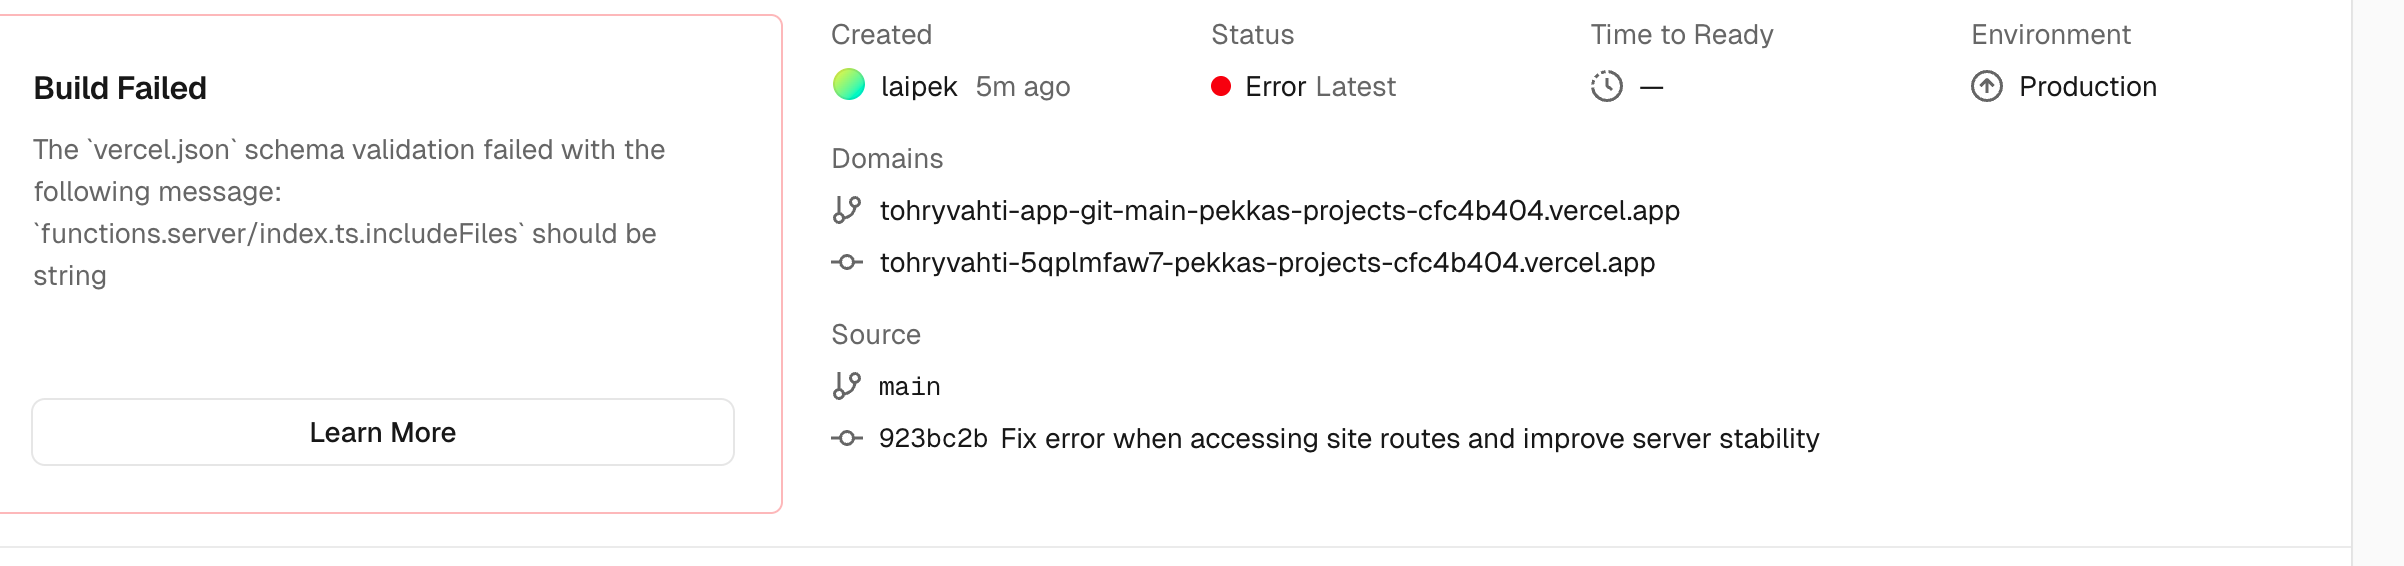 Build Failed
The `vercel.json` schema validation failed with the
following message:
`functions.server/index.ts.includeFiles` should be
string
Learn More
Created
laipek 5m ago
Status
Error Latest
Time to Ready
—
Environment
Production
Domains
tohryvahti-app-git-main-pekkas-projects-cfc4b404.vercel.app
tohryvahti-5qplmfaw7-pekkas-projects-cfc4b404.vercel.app
Source
main
923bc2b Fix error when accessing site routes and improve server stability